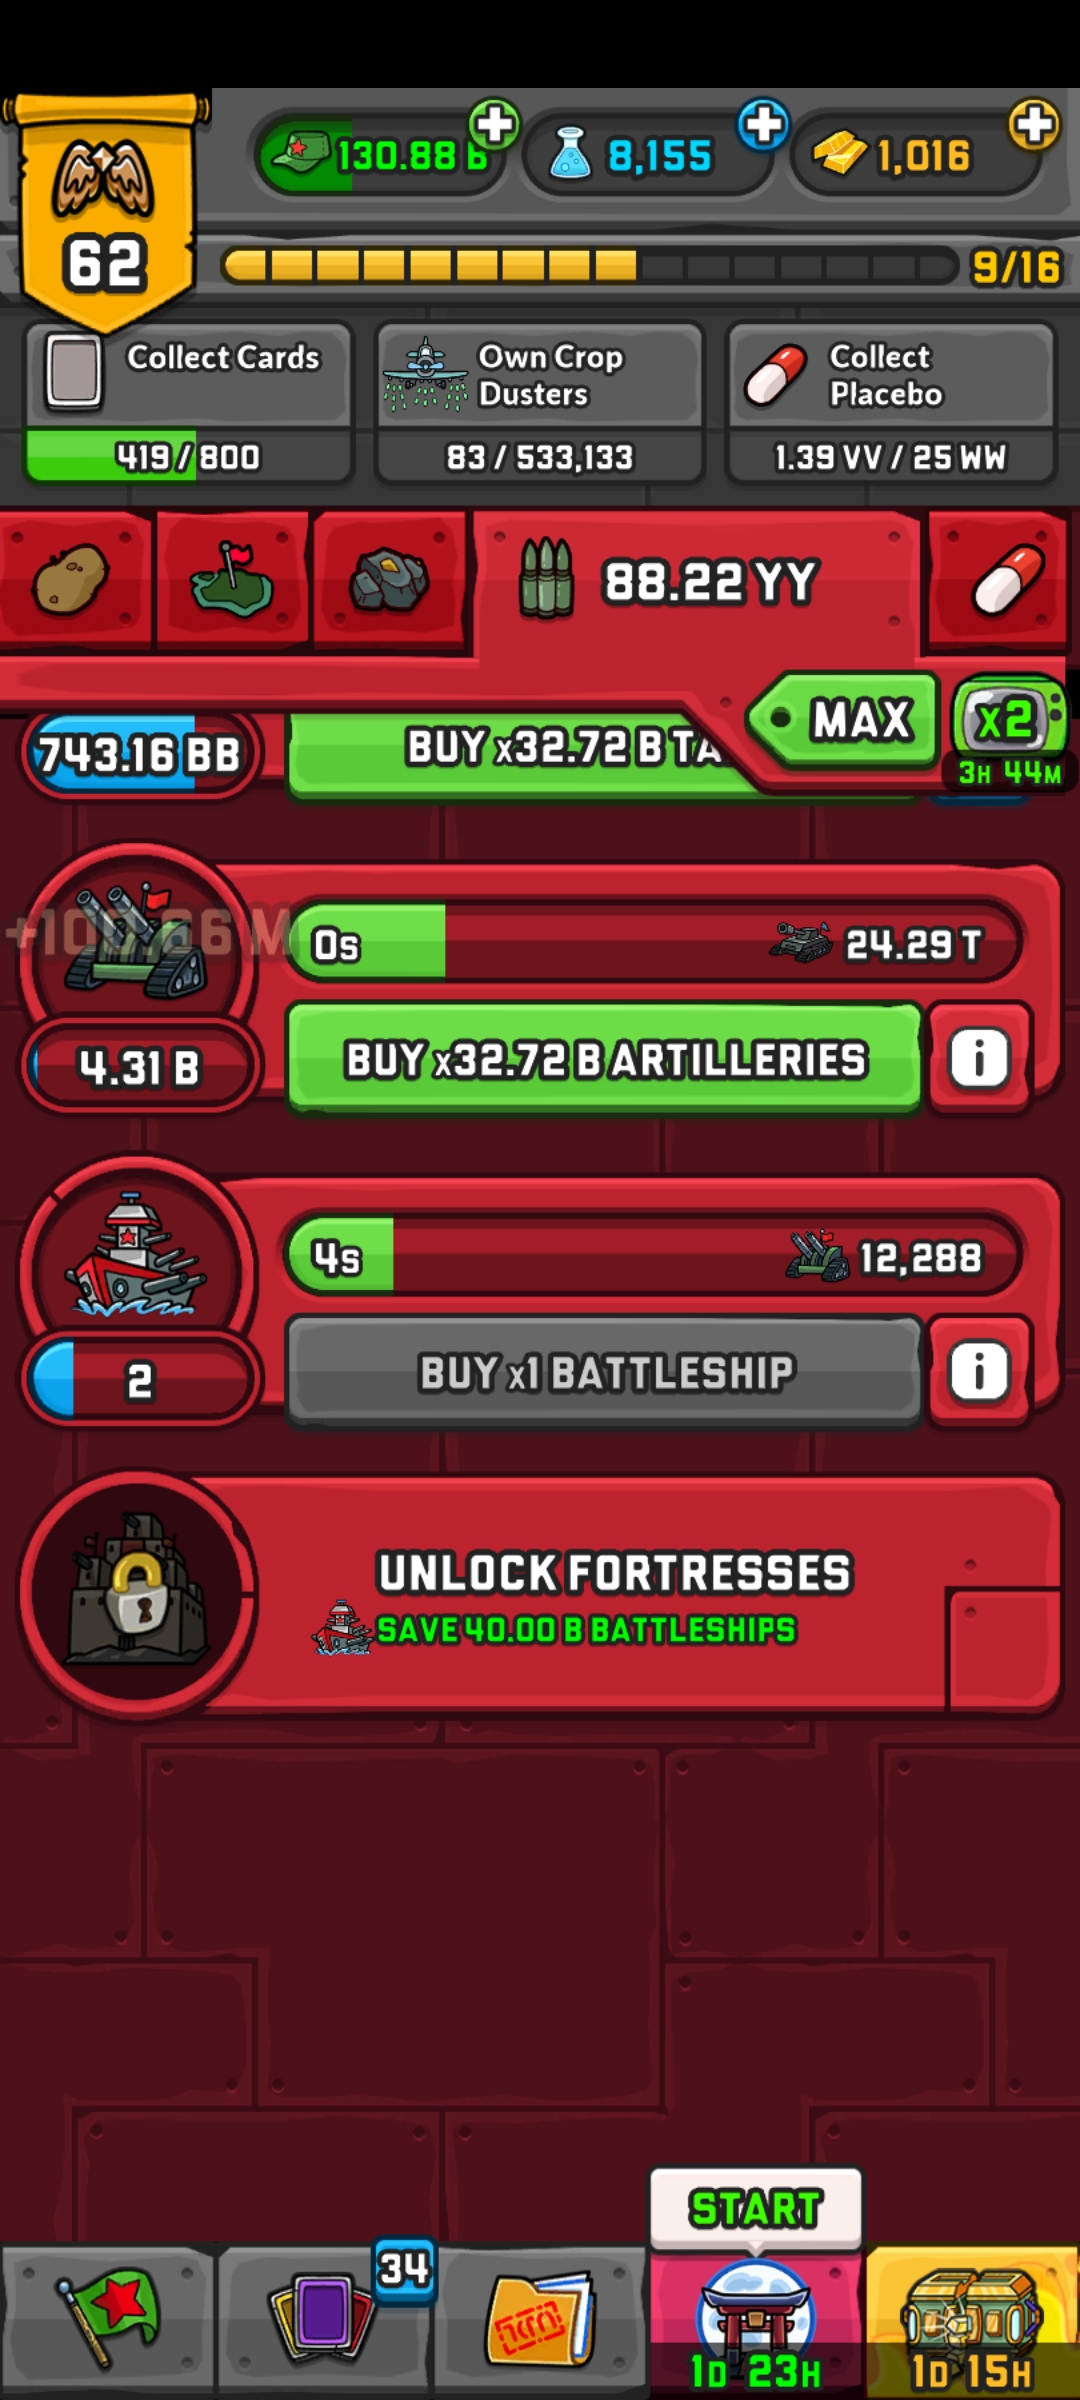 130.88 B
8,155
1,016
62
9/16
Collect Cards
419 / 800
Own Crop
Dusters
83 / 533,133
Collect
Placebo
1.39 VV / 25 WW
88.22 YY
MAX
x2
3H 44M
743.16 BB
BUY x32.72 B TA
0s
24.29 T
4.31 B
BUY x32.72 B ARTILLERIES
i
4s
12,288
2
BUY x1 BATTLESHIP
i
UNLOCK FORTRESSES
SAVE 40.00 B BATTLESHIPS
START
34
1D 23H
1D 15H